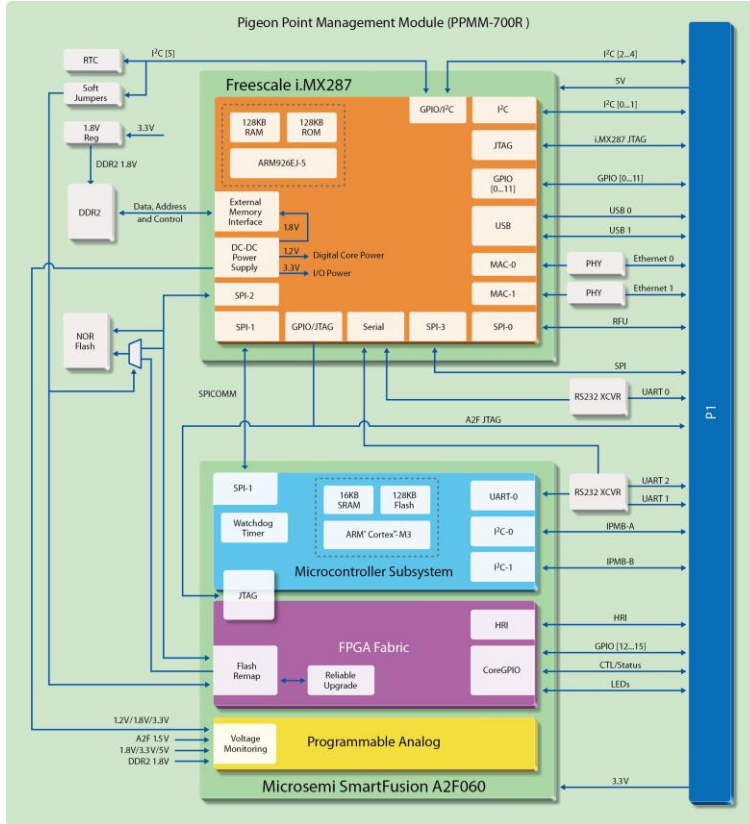 Pigeon Point Management Module (PPMM-700R )
RTC
I²C [5]
I²C [2...4]
Soft
Jumpers
Freescale i.MX287
5V
128KB
RAM
128KB
ROM
ARM926EJ-S
GPIO/I²C
I²C
I²C [0...1]
1.8V
Reg
3.3V
JTAG
i.MX287 JTAG
DDR2 1.8V
GPIO
[0...11]
GPIO [0...11]
DDR2
Data, Address
and Control
External
Memory
Interface
1.8V
USB
USB 0
USB 1
DC-DC
Power
Supply
1.2V
Digital Core Power
3.3V
I/O Power
MAC-0
PHY
Ethernet 0
SPI-2
MAC-1
PHY
Ethernet 1
SPI-1
GPIO/JTAG
Serial
SPI-3
SPI-0
RFU
NOR
Flash
SPI
SPICOMM
RS232 XCVR
UART 0
A2F JTAG
P1
SPI-1
16KB
SRAM
128KB
Flash
UART-0
RS232 XCVR
UART 2
UART 1
Watchdog
Timer
ARM® Cortex™-M3
I²C-0
IPMB-A
Microcontroller Subsystem
I²C-1
IPMB-B
JTAG
HRI
HRI
FPGA Fabric
GPIO [12...15]
Flash
Remap
Reliable
Upgrade
CoreGPIO
CTL/Status
LEDs
1.2V/1.8V/3.3V
A2F 1.5V
1.8V/3.3V/5V
DDR2 1.8V
Voltage
Monitoring
Programmable Analog
Microsemi SmartFusion A2F060
3.3V